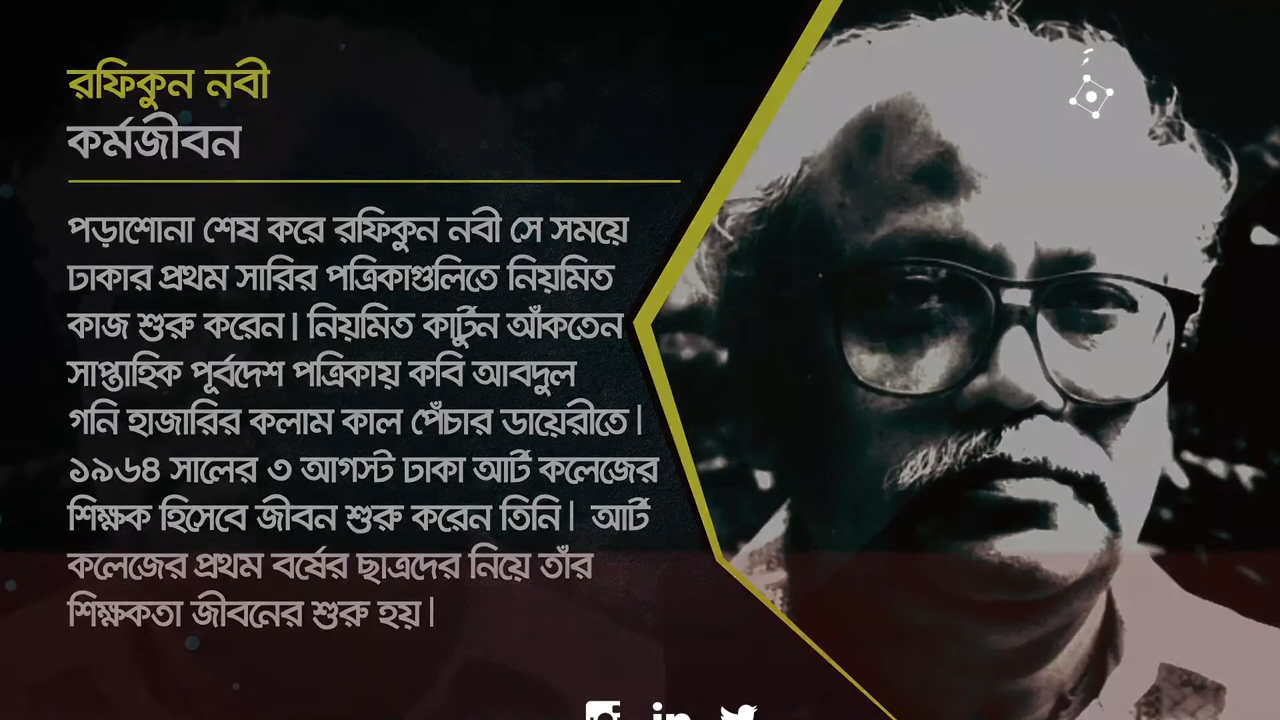 রফিকুন নবী
কর্মজীবন
পড়াশোনা শেষ করে রফিকুন নবী সে সময়ে
ঢাকার প্রথম সারির পত্রিকাগুলিতে নিয়মিত
কাজ শুরু করেন। নিয়মিত কার্টুন আঁকতেন
সাপ্তাহিক পূর্বদেশ পত্রিকায় কবি আবদুল
গনি হাজারির কলাম কাল পেঁচার ডায়েরীতে।
১৯৬৪ সালের ৩ আগস্ট ঢাকা আর্ট কলেজের
শিক্ষক হিসেবে জীবন শুরু করেন তিনি। আর্ট
কলেজের প্রথম বর্ষের ছাত্রদের নিয়ে তাঁর
শিক্ষকতা জীবনের শুরু হয়।